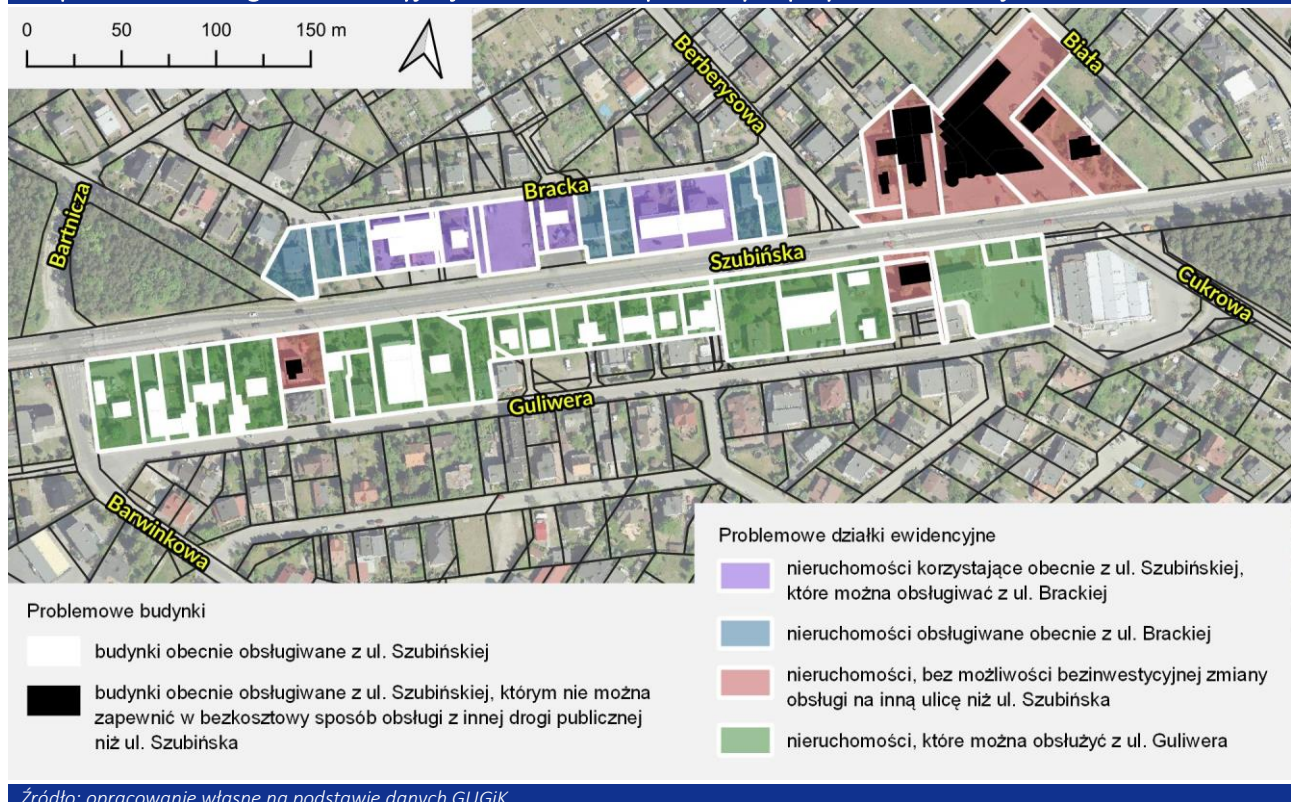 0 50 100 150 m
Berberysowa
Biała
Bracka
Bartnicza
Szubińska
Cukrowa
Guliwera
Barwinkowa
Problemowe budynki
budynki obecnie obsługiwane z ul. Szubińskiej
budynki obecnie obsługiwane z ul. Szubińskiej, którym nie można
zapewnić w bezkosztowy sposób obsługi z innej drogi publicznej
niż ul. Szubińska
Problemowe działki ewidencyjne
nieruchomości korzystające obecnie z ul. Szubińskiej,
które można obsługiwać z ul. Brackiej
nieruchomości obsługiwane obecnie z ul. Brackiej
nieruchomości, bez możliwości bezinwestycyjnej zmiany
obsługi na inną ulicę niż ul. Szubińska
nieruchomości, które można obsłużyć z ul. Guliwera
Źródło: opracowanie własne na podstawie danych GUGiK